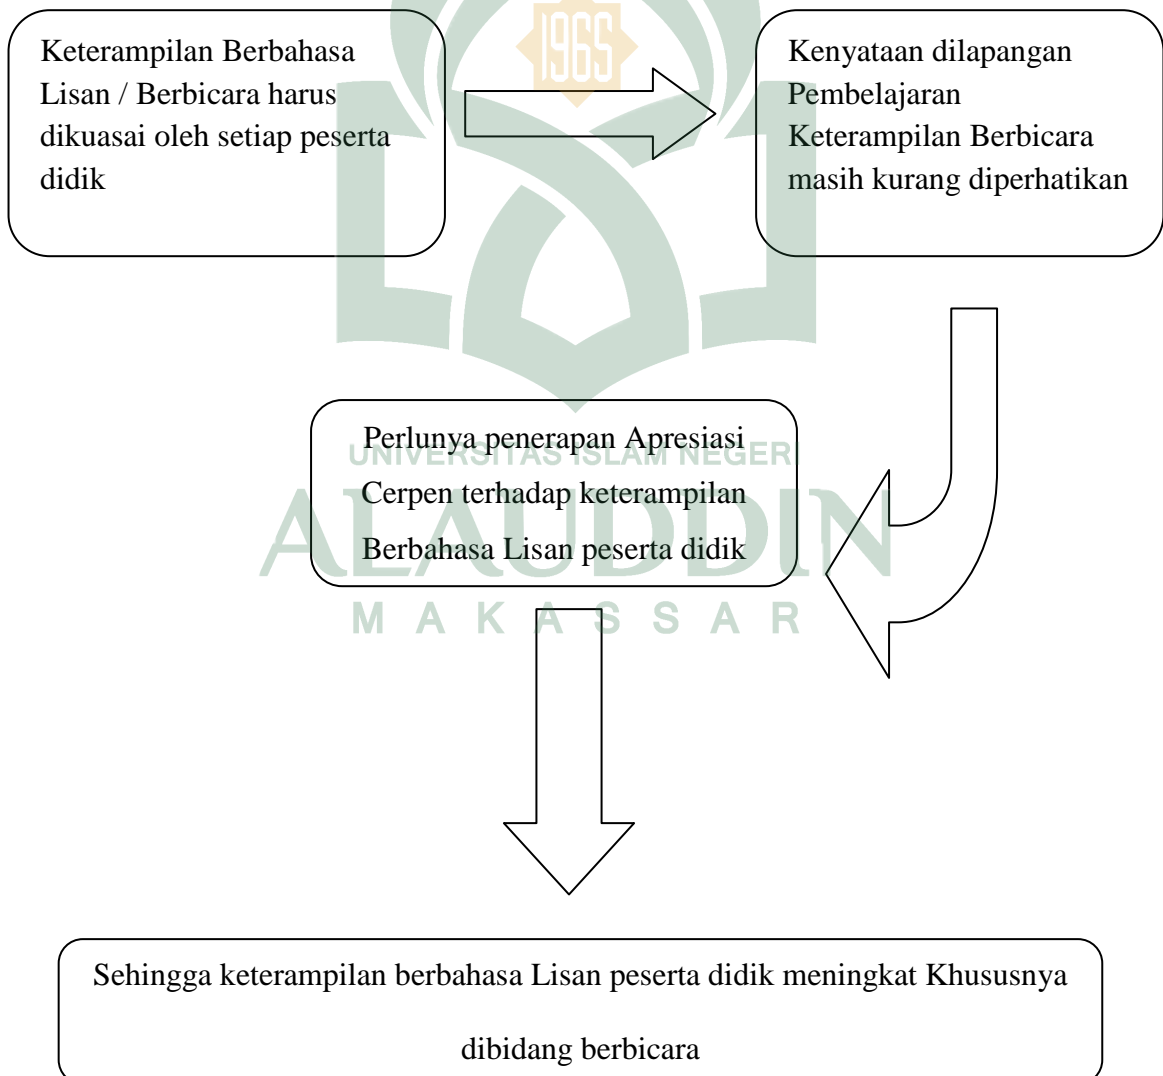 1965
Keterampilan Berbahasa
Lisan / Berbicara harus
dikuasai oleh setiap peserta
didik
Kenyataan dilapangan
Pembelajaran
Keterampilan Berbicara
masih kurang diperhatikan
Perlunya penerapan Apresiasi
Cerpen terhadap keterampilan
Berbahasa Lisan peserta didik
UNIVERSITAS ISLAM NEGERI
ALAUDDIN
MAKASSAR
Sehingga keterampilan berbahasa Lisan peserta didik meningkat Khususnya
dibidang berbicara